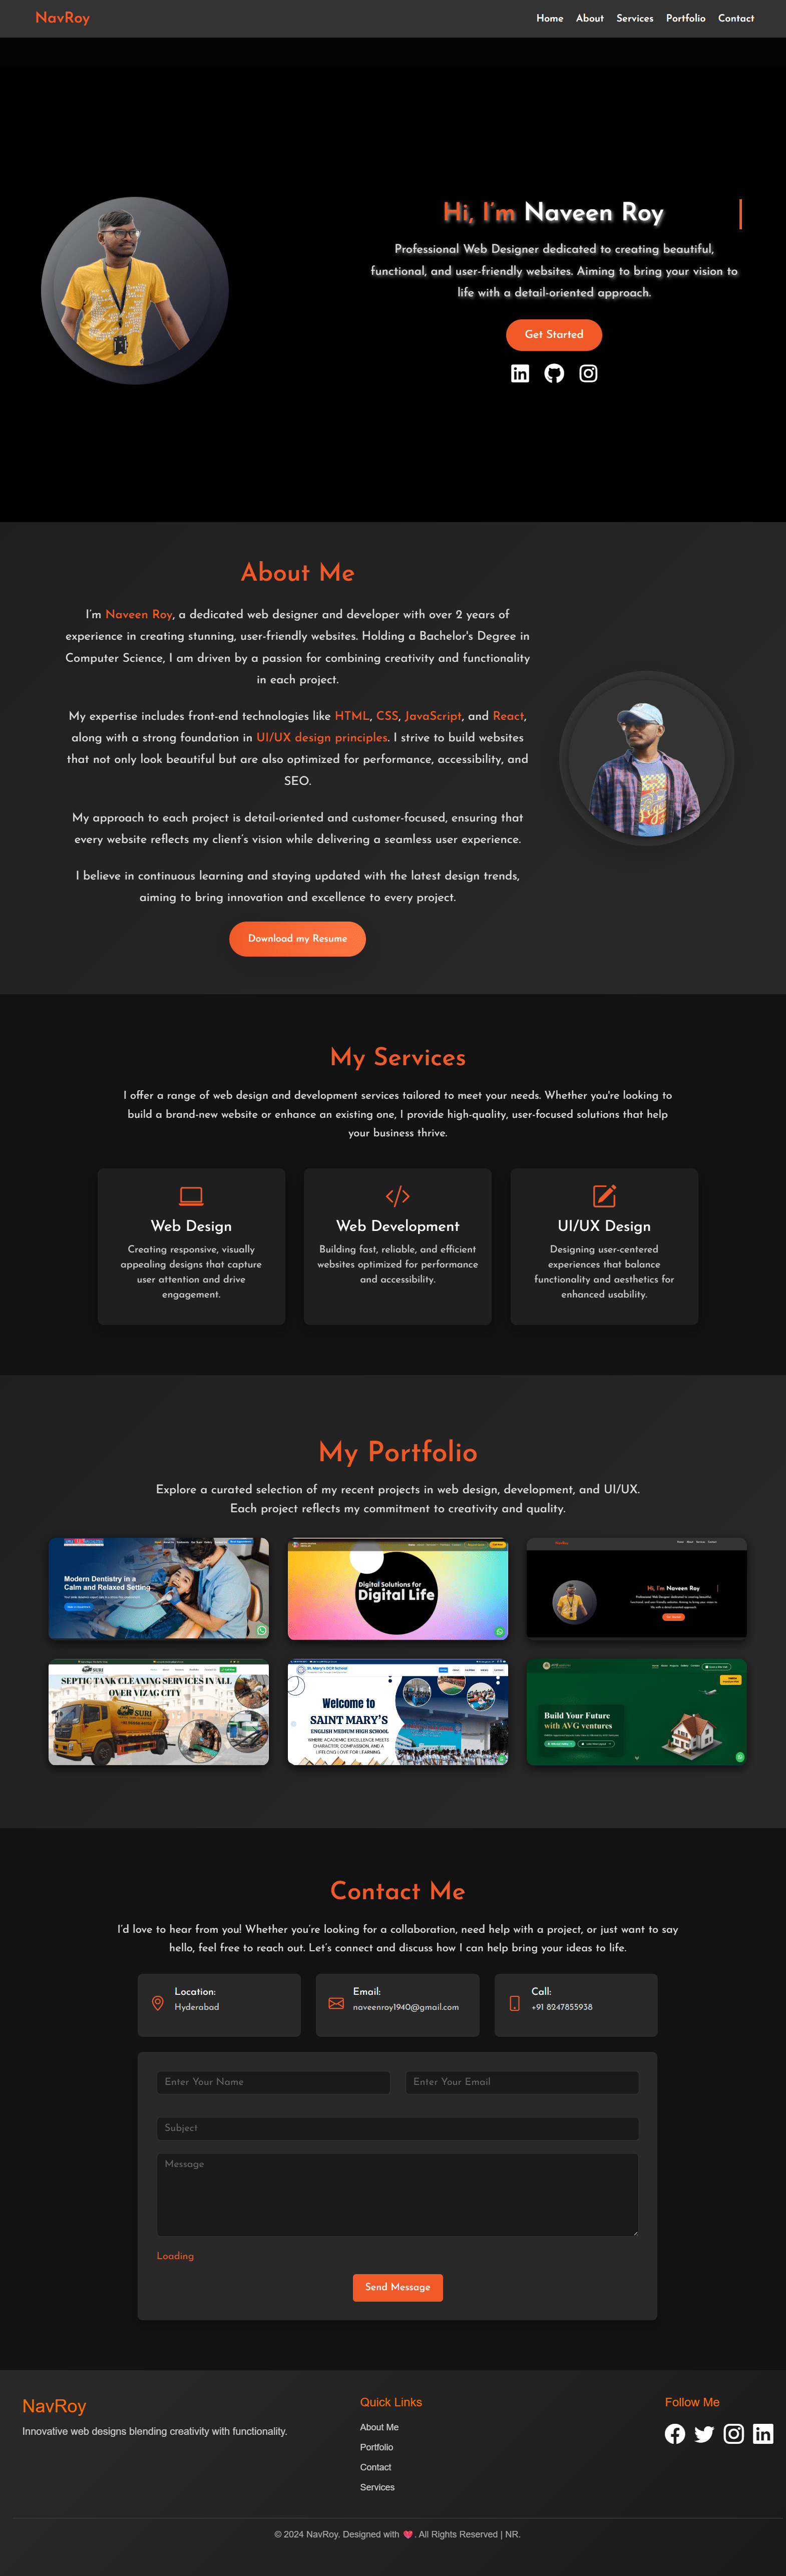 NavRoy
Home About Services Portfolio Contact
Hi, I'm Naveen Roy
Professional Web Designer dedicated to creating beautiful,
functional, and user-friendly websites. Aiming to bring your vision to
life with a detail-oriented approach.
Get Started
About Me
I'm Naveen Roy, a dedicated web designer and developer with over 2 years of
experience in creating stunning, user-friendly websites. Holding a Bachelor's Degree in
Computer Science, I am driven by a passion for combining creativity and functionality
in each project.
My expertise includes front-end technologies like HTML, CSS, JavaScript, and React,
along with a strong foundation in UI/UX design principles. I strive to build websites
that not only look beautiful but are also optimized for performance, accessibility, and
SEO.
My approach to each project is detail-oriented and customer-focused, ensuring that
every website reflects my client's vision while delivering a seamless user experience.
I believe in continuous learning and staying updated with the latest design trends,
aiming to bring innovation and excellence to every project.
Download my Resume
My Services
I offer a range of web design and development services tailored to meet your needs. Whether you're looking to
build a brand-new website or enhance an existing one, I provide high-quality, user-focused solutions that help
your business thrive.
Web Design
Creating responsive, visually
appealing designs that capture
user attention and drive
engagement.
Web Development
Building fast, reliable, and efficient
websites optimized for performance
and accessibility.
UI/UX Design
Designing user-centered
experiences that balance
functionality and aesthetics for
enhanced usability.
My Portfolio
Explore a curated selection of my recent projects in web design, development, and UI/UX.
Each project reflects my commitment to creativity and quality.
Modern Dentistry in a
Calm and Relaxed Setting
Digital Solutions for
Digital Life
Hi, I'm Naveen Roy
SURI
SEPTIC TANK CLEANING SERVICES IN ALL
OVER VIZAG CITY
SURI
St. Mary's DCR School
Welcome to
SAINT MARY'S
ENGLISH MEDIUM HIGH SCHOOL
WHERE ACADEMIC EXCELLENCE MEETS
CHARACTER, COMPASSION, AND A
LIFELONG LOVE FOR LEARNING.
Build Your Future
with AVG ventures
Contact Me
I'd love to hear from you! Whether you're looking for a collaboration, need help with a project, or just want to say
hello, feel free to reach out. Let's connect and discuss how I can help bring your ideas to life.
Location:
Hyderabad
Email:
naveenroy1940@gmail.com
Call:
+91 8247855938
Enter Your Name
Enter Your Email
Subject
Message
Loading
Send Message
NavRoy
Innovative web designs blending creativity with functionality.
Quick Links
About Me
Portfolio
Contact
Services
Follow Me
© 2024 NavRoy. Designed with ❤️. All Rights Reserved | NR.